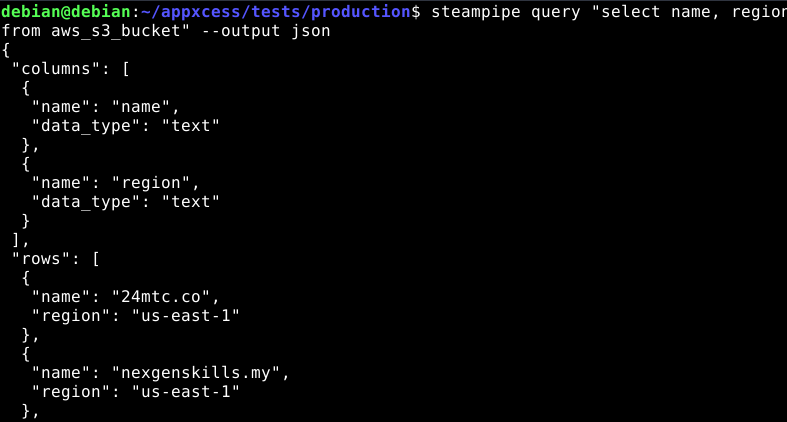 debian@debian:~/appxcess/tests/production$ steampipe query "select name, region
from aws_s3_bucket" --output json
{
 "columns": [
  {
   "name": "name",
   "data_type": "text"
  },
  {
   "name": "region",
   "data_type": "text"
  }
 ],
 "rows": [
  {
   "name": "24mtc.co",
   "region": "us-east-1"
  },
  {
   "name": "nexgenskills.my",
   "region": "us-east-1"
  },